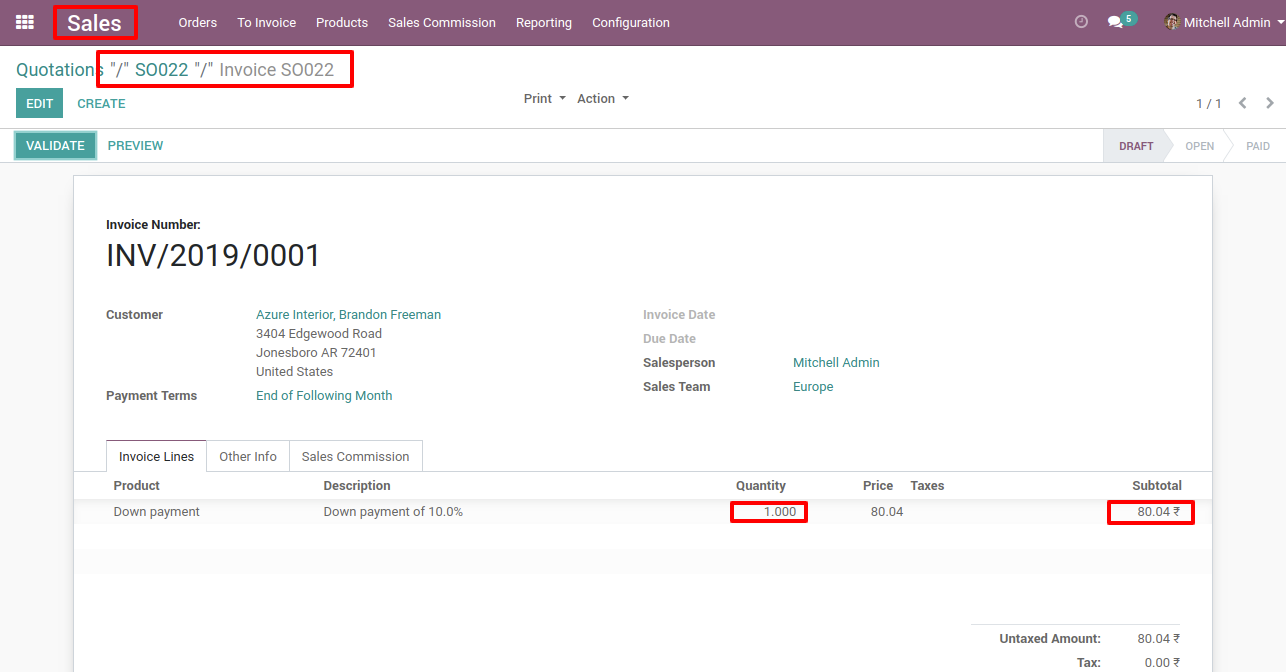 Sales Orders To Invoice Products Sales Commission Reporting Configuration 5 Mitchell Admin
Quotations "/" SO022 "/" Invoice SO022
EDIT CREATE Print Action 1 / 1
VALIDATE PREVIEW DRAFT OPEN PAID
Invoice Number:
INV/2019/0001
Customer Azure Interior, Brandon Freeman Invoice Date
3404 Edgewood Road Due Date
Jonesboro AR 72401 Salesperson Mitchell Admin
United States Sales Team Europe
Payment Terms End of Following Month
Invoice Lines Other Info Sales Commission
Product Description Quantity Price Taxes Subtotal
Down payment Down payment of 10.0% 1.000 80.04 80.04 ₹
Untaxed Amount: 80.04 ₹
Tax: 0.00 ₹